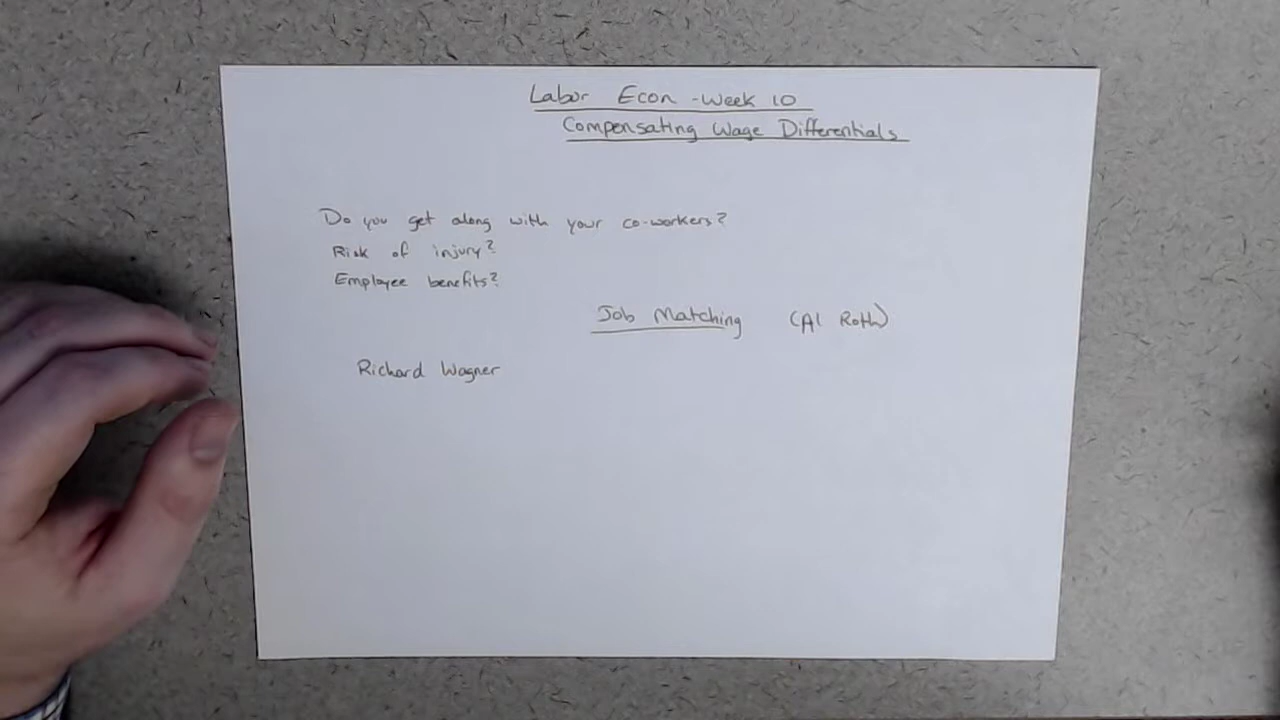 Labor Econ - Week 10
Compensating Wage Differentials
Do you get along with your co-workers?
Risk of injury?
Employee benefits?
Job Matching (Al Roth)
Richard Wagner